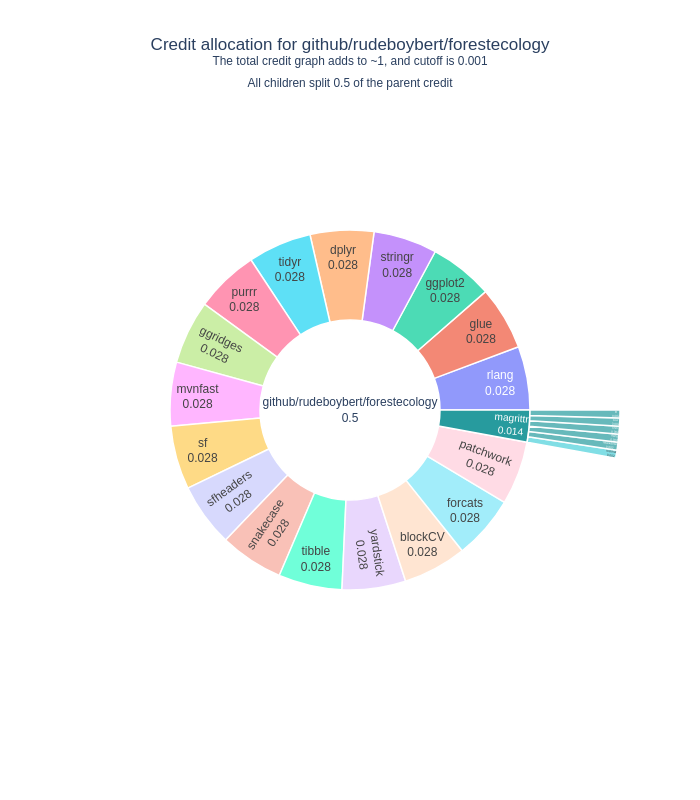 Credit allocation for github/rudeboybert/forestecology
The total credit graph adds to ~1, and cutoff is 0.001
All children split 0.5 of the parent credit
dplyr
0.028
stringr
0.028
tidyr
0.028
ggplot2
0.028
purrr
0.028
glue
0.028
ggridges
0.028
rlang
0.028
mvnfast
0.028
github/rudeboybert/forestecology
0.5
magrittr
0.014
sf
0.028
patchwork
0.028
sfheaders
0.028
forcats
0.028
snakecase
0.028
blockCV
0.028
tibble
0.028
yardstick
0.028